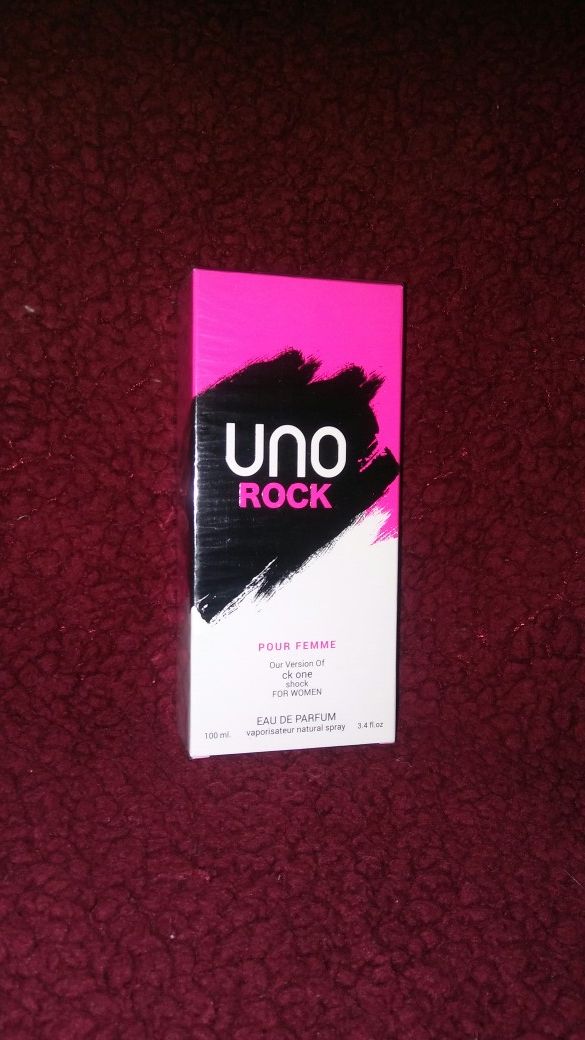 UNO
ROCK
POUR FEMME
Our Version Of
ck one
shock
FOR WOMEN
EAU DE PARFUM
100 ml. vaporisateur natural spray 3.4 fl.oz